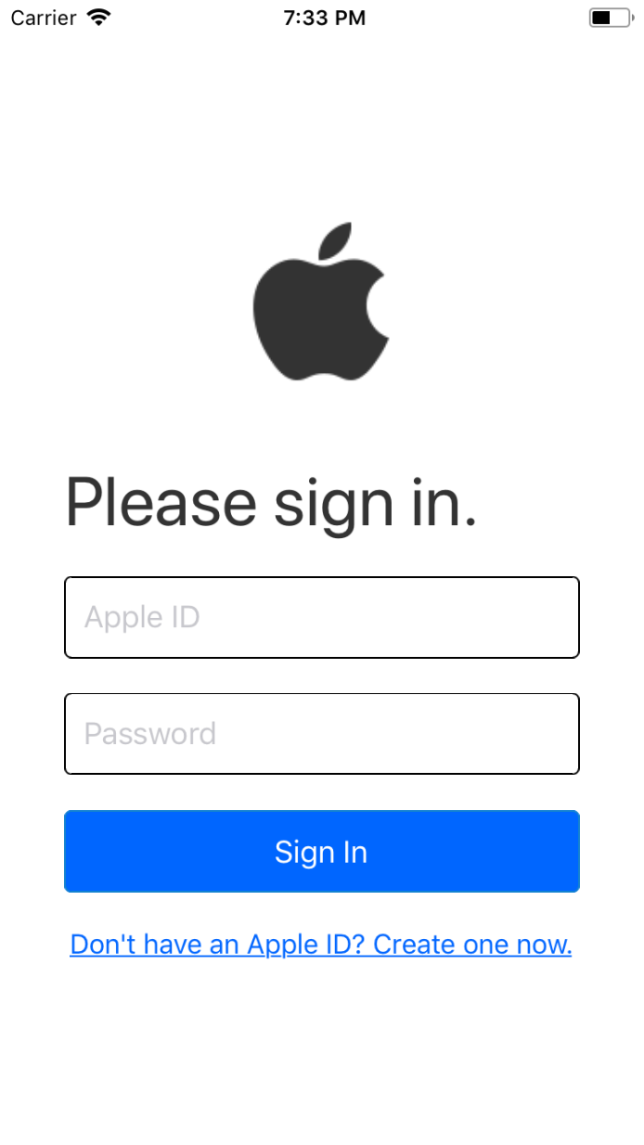 Carrier 7:33 PM
Please sign in.
Apple ID
Password
Sign In
Don't have an Apple ID? Create one now.